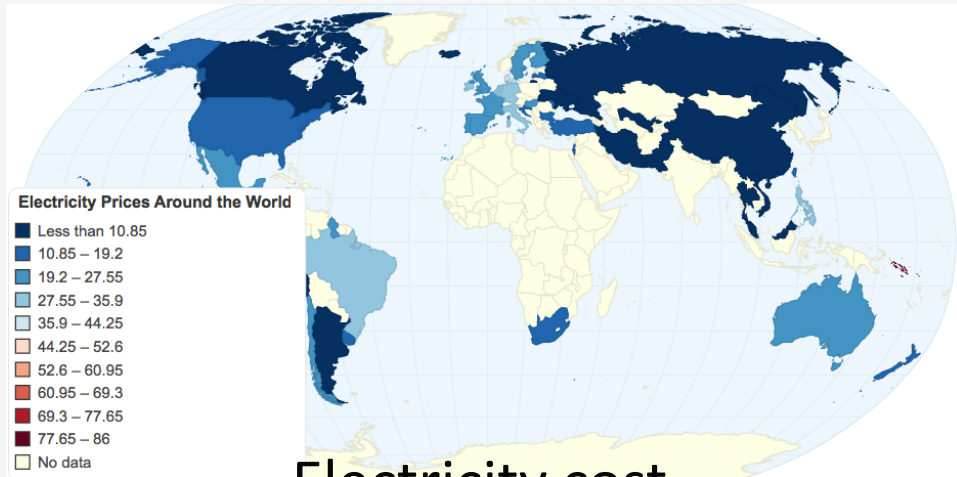 Electricity Prices Around the World
Less than 10.85
10.85 – 19.2
19.2 – 27.55
27.55 – 35.9
35.9 – 44.25
44.25 – 52.6
52.6 – 60.95
60.95 – 69.3
69.3 – 77.65
77.65 – 86
No data
Electricity cost